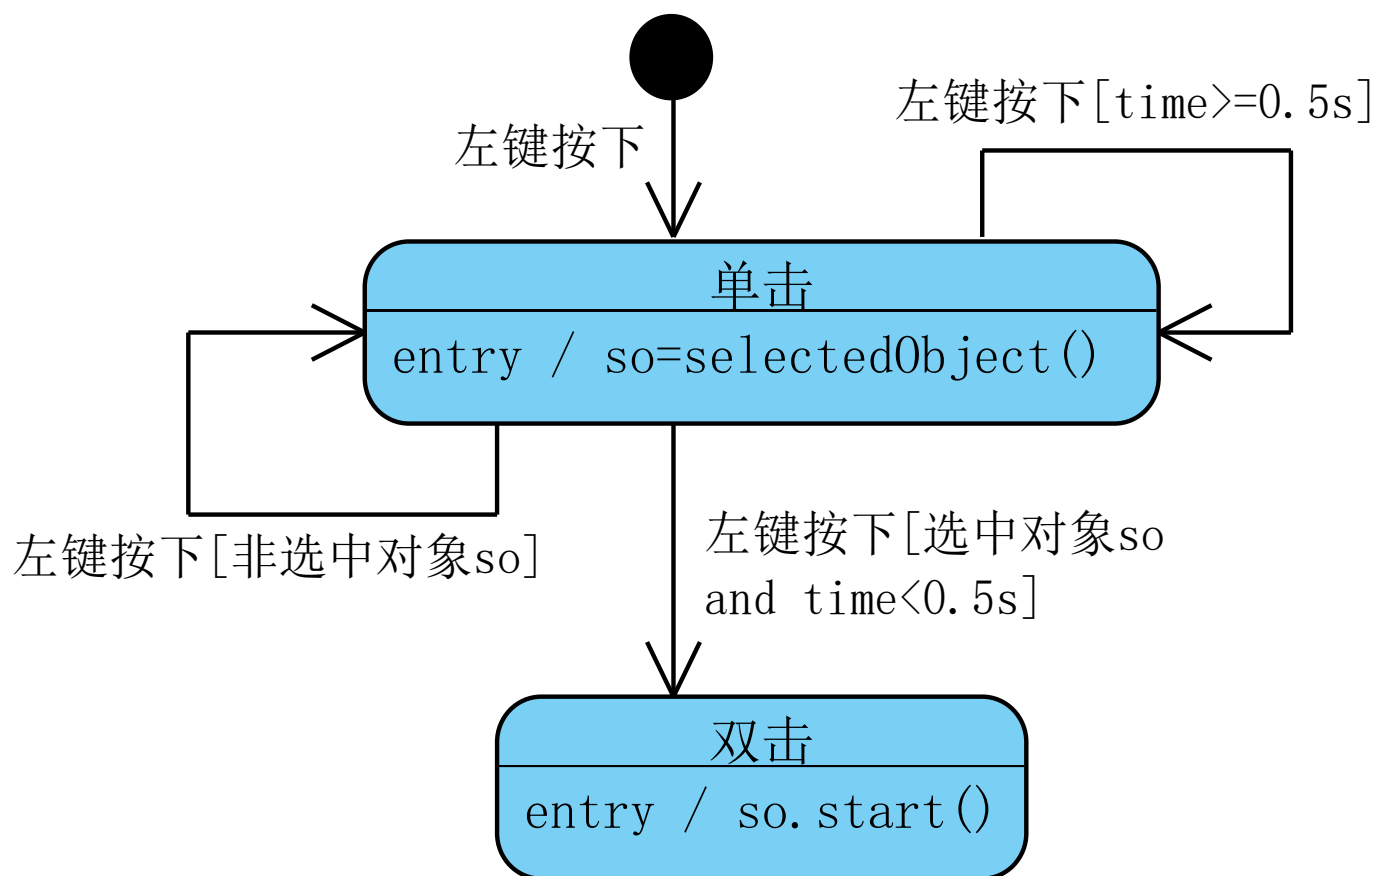 左键按下[time>=0.5s]
左键按下
单击
entry / so=selectedObject()
左键按下[非选中对象so]
左键按下[选中对象so
and time<0.5s]
双击
entry / so.start()